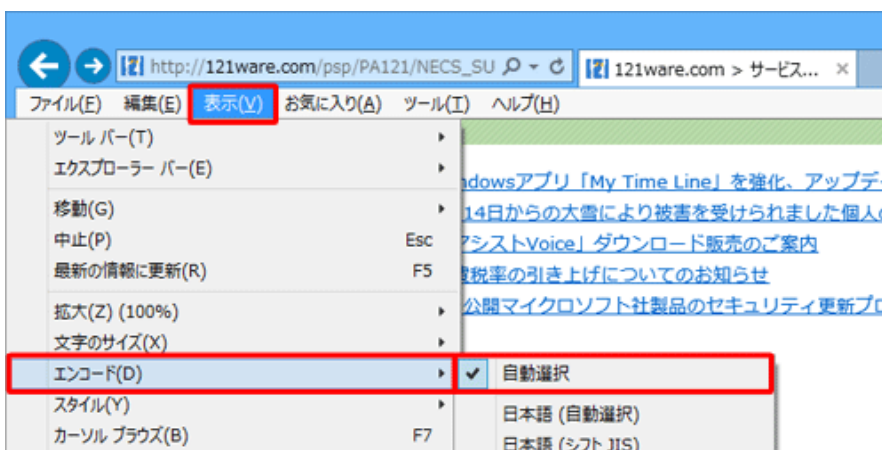 http://121ware.com/psp/PA121/NECS_SU
121ware.com > サービス...
ファイル(F) 編集(E) 表示(V) お気に入り(A) ツール(T) ヘルプ(H)
ツール バー(T)
エクスプローラー バー(E)
ndowsアプリ「My Time Line」を強化、アップデ
移動(G)
14日からの大雪により被害を受けられました個人
中止(P) Esc
シストVoice」ダウンロード販売のご案内
最新の情報に更新(R) F5
税率の引き上げについてのお知らせ
拡大(Z) (100%)
公開マイクロソフト社製品のセキュリティ更新プロ
文字のサイズ(X)
エンコード(D) 自動選択
スタイル(Y)
日本語 (自動選択)
カーソル ブラウズ(B) F7
日本語 (シフト JIS)